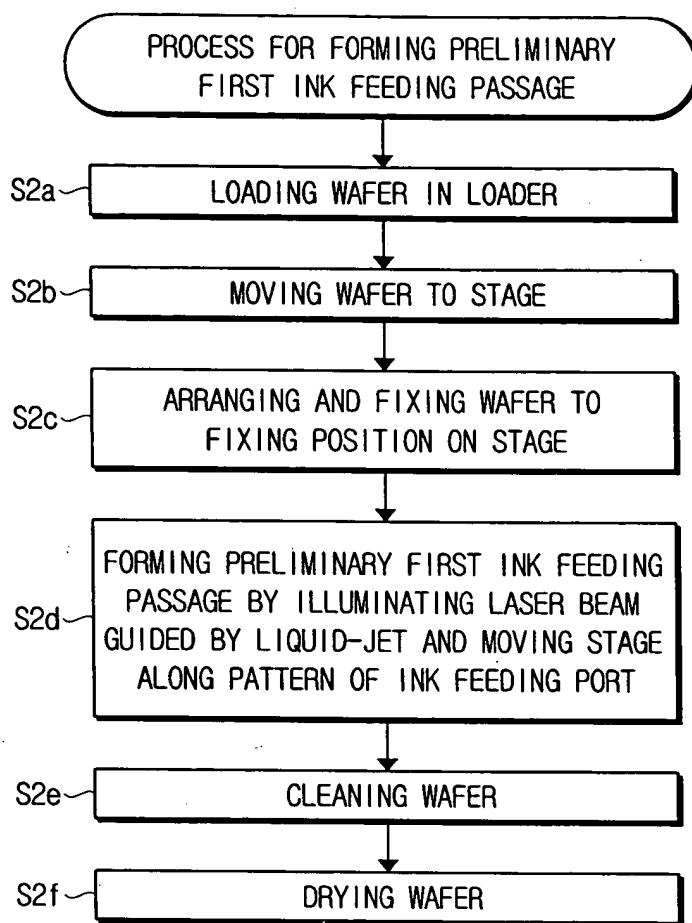 PROCESS FOR FORMING PRELIMINARY
FIRST INK FEEDING PASSAGE
S2a
LOADING WAFER IN LOADER
S2b
MOVING WAFER TO STAGE
S2c
ARRANGING AND FIXING WAFER TO
FIXING POSITION ON STAGE
S2d
FORMING PRELIMINARY FIRST INK FEEDING
PASSAGE BY ILLUMINATING LASER BEAM
GUIDED BY LIQUID-JET AND MOVING STAGE
ALONG PATTERN OF INK FEEDING PORT
S2e
CLEANING WAFER
S2f
DRYING WAFER